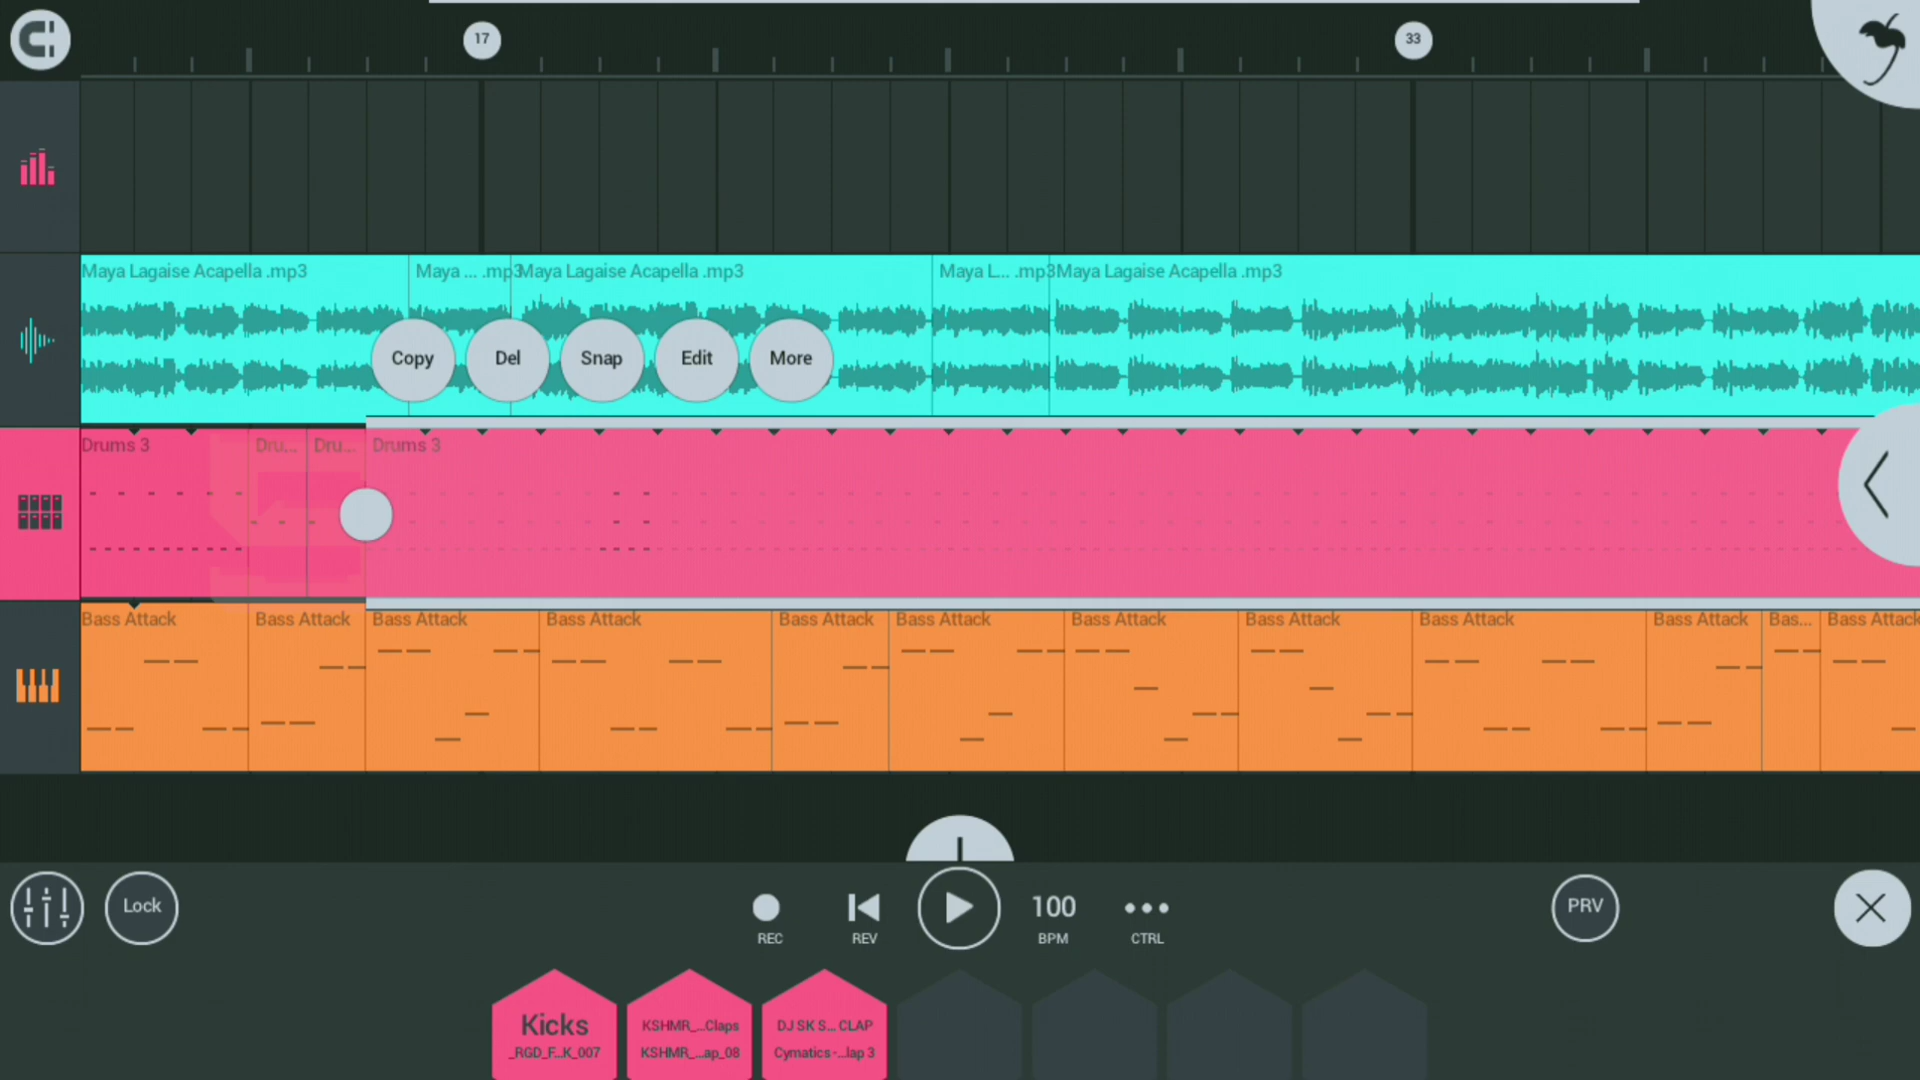 17
33
Maya Lagaise Acapella .mp3
Maya ... .mp3
Maya Lagaise Acapella .mp3
Maya L... .mp3
Maya Lagaise Acapella .mp3
Copy
Del
Snap
Edit
More
Drums 3
Dru...
Dru...
Drums 3
Bass Attack
Bass Attack
Bass Attack
Bass Attack
Bass Attack
Bass Attack
Bass Attack
Bass Attack
Bass Attack
Bass Attack
Bas...
Bass Attack
Lock
REC
REV
100
BPM
CTRL
PRV
Kicks
_RGD_F...K_007
KSHMR_...Claps
KSHMR_...ap_08
DJ SK S... CLAP
Cymatics -...lap 3